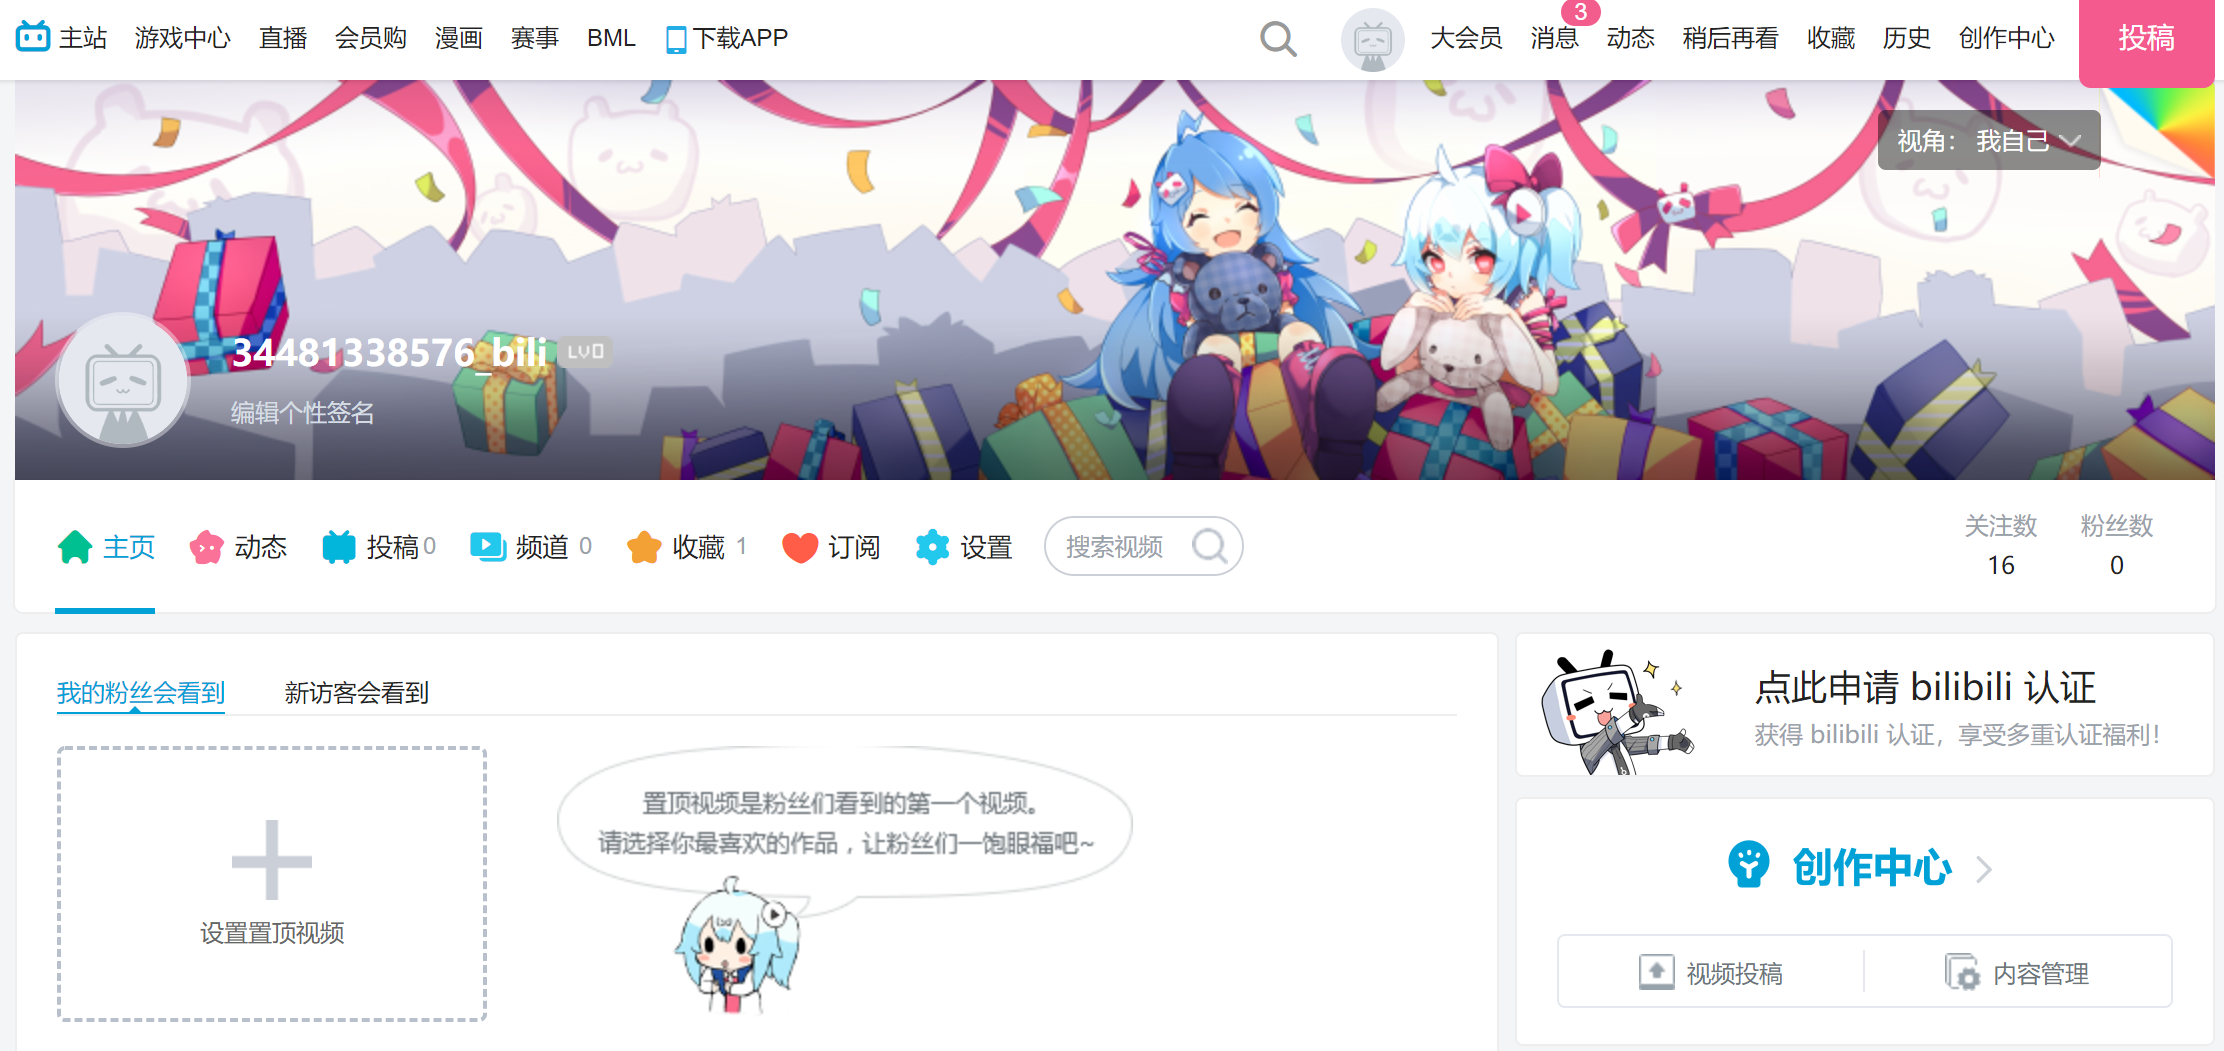 主站 游戏中心 直播 会员购 漫画 赛事 BML 下载APP 大会员 消息 3 动态 稍后再看 收藏 历史 创作中心 投稿
视角： 我自己
34481338576_bili LV0
编辑个性签名
主页 动态 投稿 0 频道 0 收藏 1 订阅 设置 搜索视频
关注数 粉丝数
16 0
我的粉丝会看到 新访客会看到
置顶视频是粉丝们看到的第一个视频。
请选择你最喜欢的作品，让粉丝们一饱眼福吧~
设置置顶视频
点此申请 bilibili 认证
获得 bilibili 认证，享受多重认证福利！
创作中心
视频投稿 内容管理